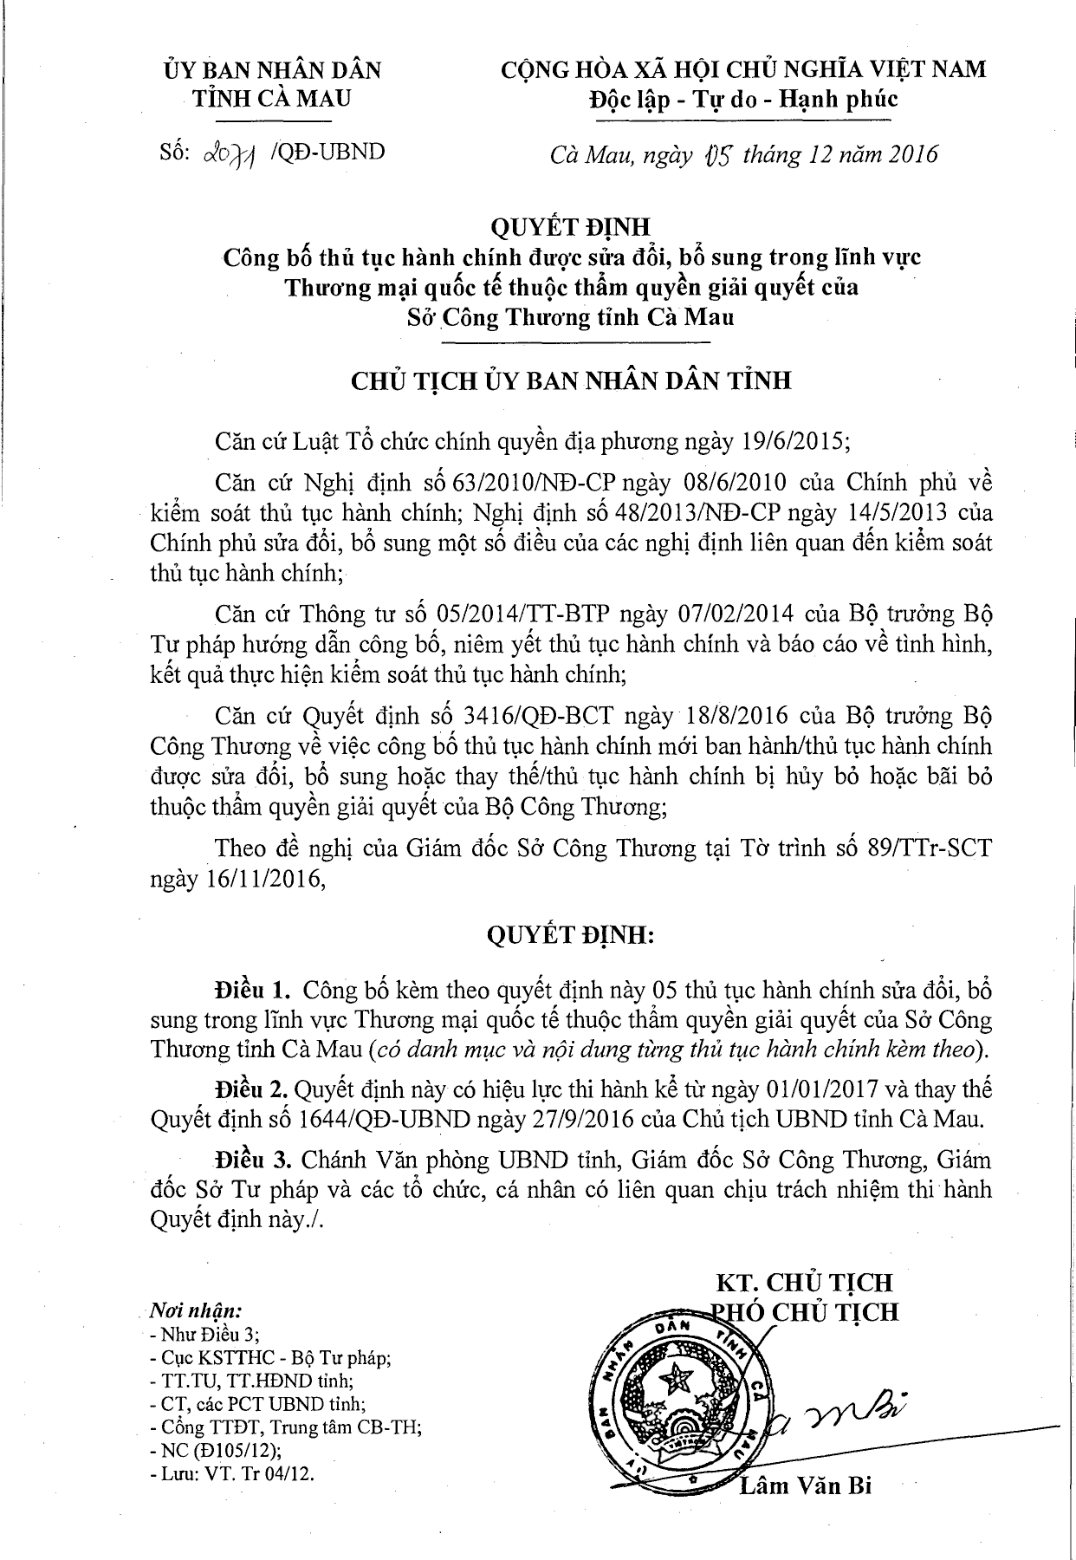 ỦY BAN NHÂN DÂN
TỈNH CÀ MAU
CỘNG HÒA XÃ HỘI CHỦ NGHĨA VIỆT NAM
Độc lập - Tự do - Hạnh phúc
Số: 2071 /QĐ-UBND
Cà Mau, ngày 05 tháng 12 năm 2016
QUYẾT ĐỊNH
Công bố thủ tục hành chính được sửa đổi, bổ sung trong lĩnh vực
Thương mại quốc tế thuộc thẩm quyền giải quyết của
Sở Công Thương tỉnh Cà Mau
CHỦ TỊCH ỦY BAN NHÂN DÂN TỈNH
Căn cứ Luật Tổ chức chính quyền địa phương ngày 19/6/2015;
Căn cứ Nghị định số 63/2010/NĐ-CP ngày 08/6/2010 của Chính phủ về
kiểm soát thủ tục hành chính; Nghị định số 48/2013/NĐ-CP ngày 14/5/2013 của
Chính phủ sửa đổi, bổ sung một số điều của các nghị định liên quan đến kiểm soát
thủ tục hành chính;
Căn cứ Thông tư số 05/2014/TT-BTP ngày 07/02/2014 của Bộ trưởng Bộ
Tư pháp hướng dẫn công bố, niêm yết thủ tục hành chính và báo cáo về tình hình,
kết quả thực hiện kiểm soát thủ tục hành chính;
Căn cứ Quyết định số 3416/QĐ-BCT ngày 18/8/2016 của Bộ trưởng Bộ
Công Thương về việc công bố thủ tục hành chính mới ban hành/thủ tục hành chính
được sửa đổi, bổ sung hoặc thay thế/thủ tục hành chính bị hủy bỏ hoặc bãi bỏ
thuộc thẩm quyền giải quyết của Bộ Công Thương;
Theo đề nghị của Giám đốc Sở Công Thương tại Tờ trình số 89/TTr-SCT
ngày 16/11/2016,
QUYẾT ĐỊNH:
Điều 1. Công bố kèm theo quyết định này 05 thủ tục hành chính sửa đổi, bổ
sung trong lĩnh vực Thương mại quốc tế thuộc thẩm quyền giải quyết của Sở Công
Thương tỉnh Cà Mau (có danh mục và nội dung từng thủ tục hành chính kèm theo).
Điều 2. Quyết định này có hiệu lực thi hành kể từ ngày 01/01/2017 và thay thế
Quyết định số 1644/QĐ-UBND ngày 27/9/2016 của Chủ tịch UBND tỉnh Cà Mau.
Điều 3. Chánh Văn phòng UBND tỉnh, Giám đốc Sở Công Thương, Giám
đốc Sở Tư pháp và các tổ chức, cá nhân có liên quan chịu trách nhiệm thi hành
Quyết định này./.
Nơi nhận:
- Như Điều 3;
- Cục KSTTHC - Bộ Tư pháp;
- TT.TU, TT.HĐND tỉnh;
- CT, các PCT UBND tỉnh;
- Cổng TTĐT, Trung tâm CB-TH;
- NC (Đ105/12);
- Lưu: VT. Tr 04/12.
KT. CHỦ TỊCH
PHÓ CHỦ TỊCH
ỦY BAN NHÂN DÂN TỈNH CÀ MAU
Lâm Văn Bi